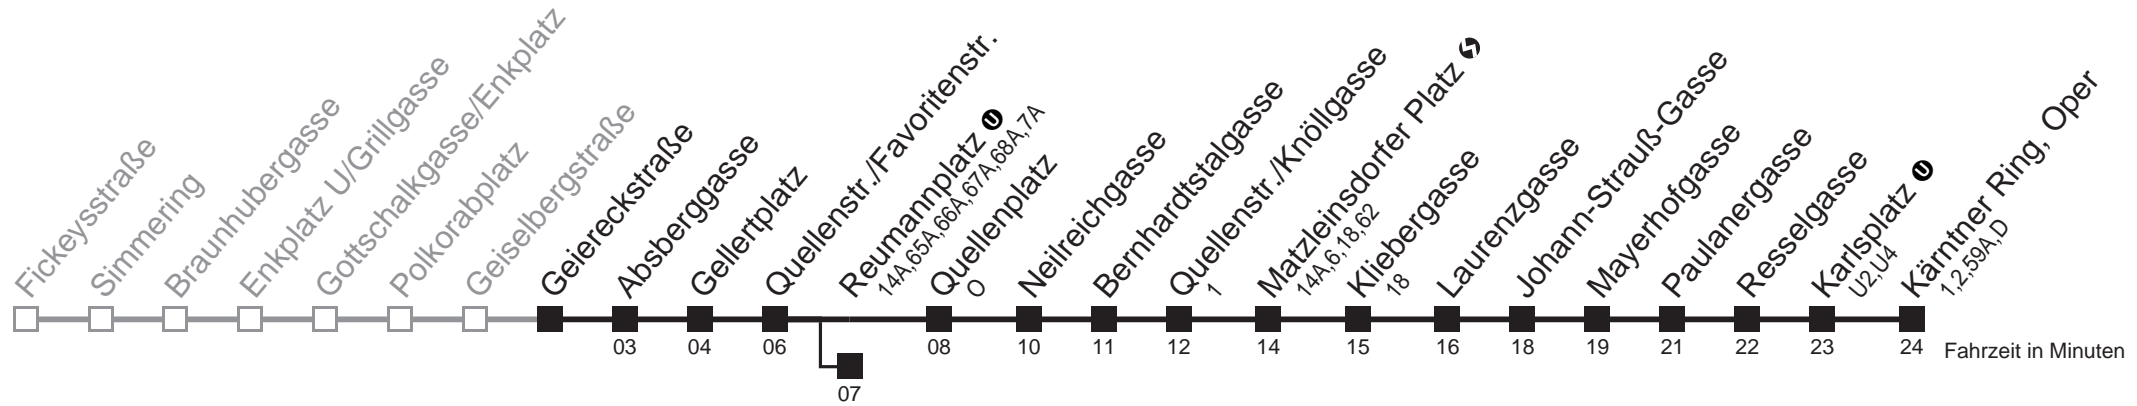 Fickeysstraße
Simmering
Braunhubergasse
Enkplatz U/Grillgasse
Gottschalkgasse/Enkplatz
Polkorabplatz
Geiselbergstraße
Geiereckstraße
Absberggasse
Gellertplatz
Quellenstr./Favoritenstr.
Reumannplatz U
14A,65A,66A,67A,68A,7A
Quellenplatz
O
Neilreichgasse
Bernhardtstalgasse
Quellenstr./Knöllgasse
1
Matzleinsdorfer Platz
14A,6,18,62
Kliebergasse
18
Laurenzgasse
Johann-Strauß-Gasse
Mayerhofgasse
Paulanergasse
Resselgasse
Karlsplatz U
U2,U4
Kärntner Ring, Oper
1,2,59A,D
03 04 06 08 10 11 12 14 15 16 18 19 21 22 23 24 Fahrzeit in Minuten
07